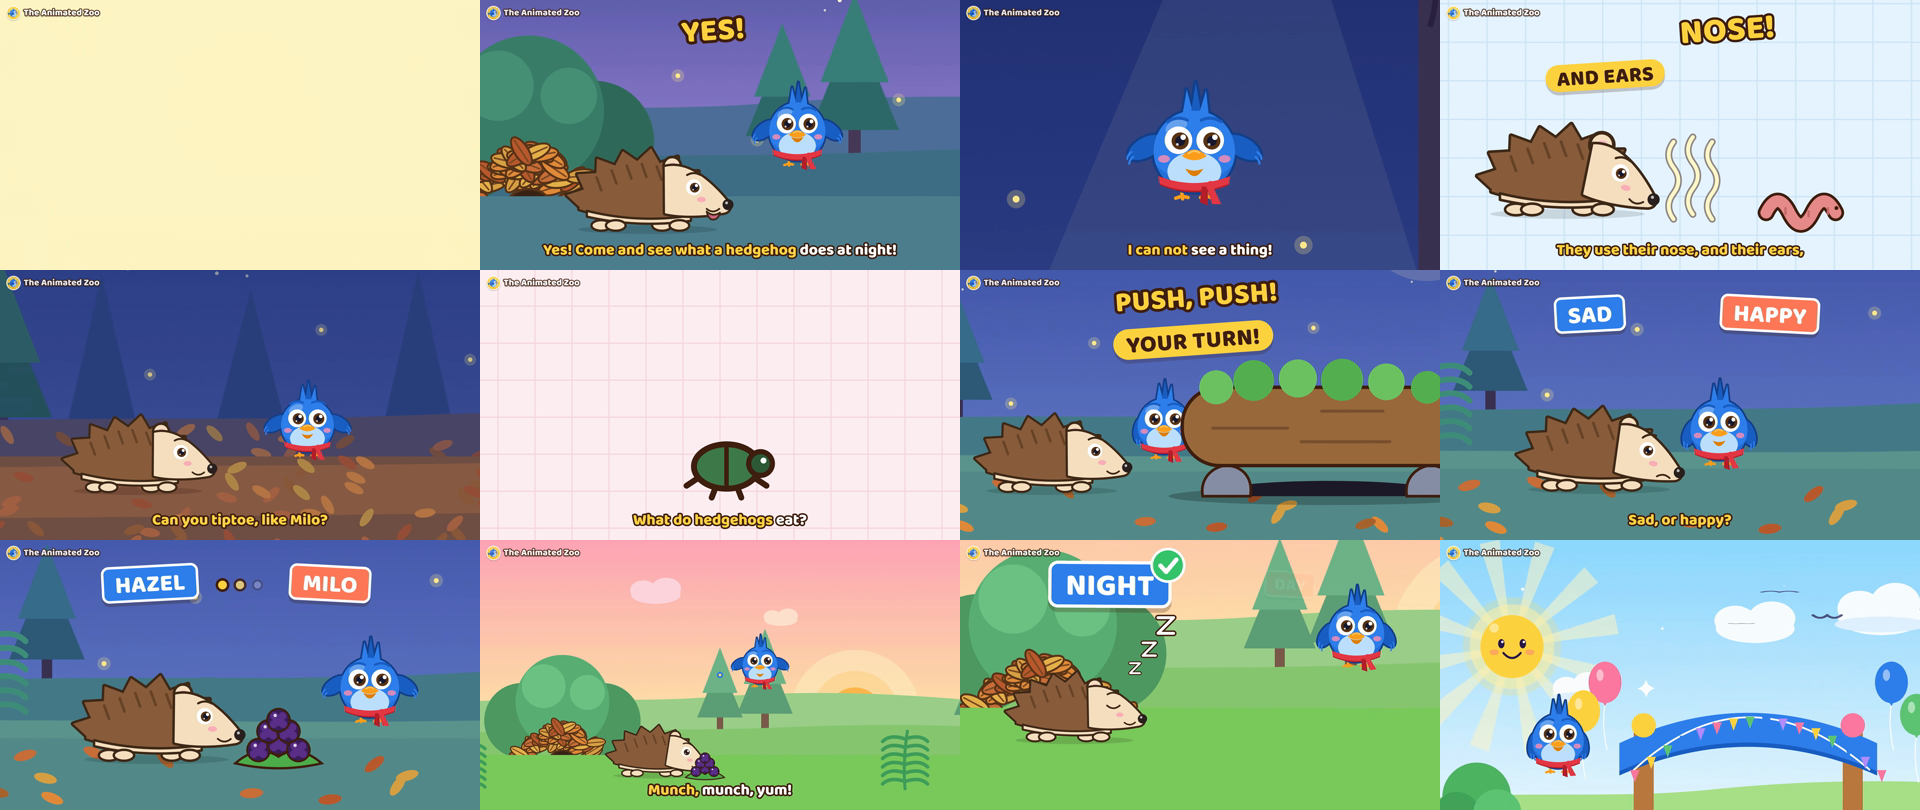 The Animated Zoo
The Animated Zoo
YES!
Yes! Come and see what a hedgehog does at night!
The Animated Zoo
I can not see a thing!
The Animated Zoo
NOSE!
AND EARS
They use their nose, and their ears,
The Animated Zoo
Can you tiptoe, like Milo?
The Animated Zoo
What do hedgehogs eat?
The Animated Zoo
PUSH, PUSH!
YOUR TURN!
The Animated Zoo
SAD
HAPPY
Sad, or happy?
The Animated Zoo
HAZEL
MILO
The Animated Zoo
Munch, munch, yum!
The Animated Zoo
NIGHT
DAY
Z
Z
Z
The Animated Zoo